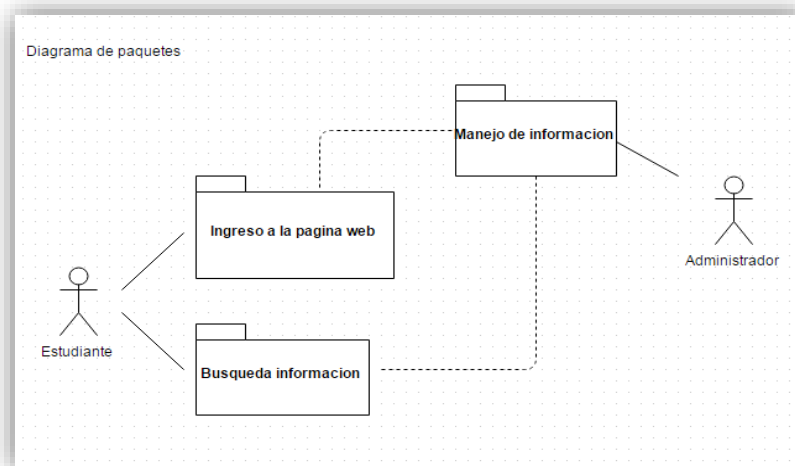 Diagrama de paquetes
Manejo de informacion
Ingreso a la pagina web
Administrador
Estudiante
Busqueda informacion